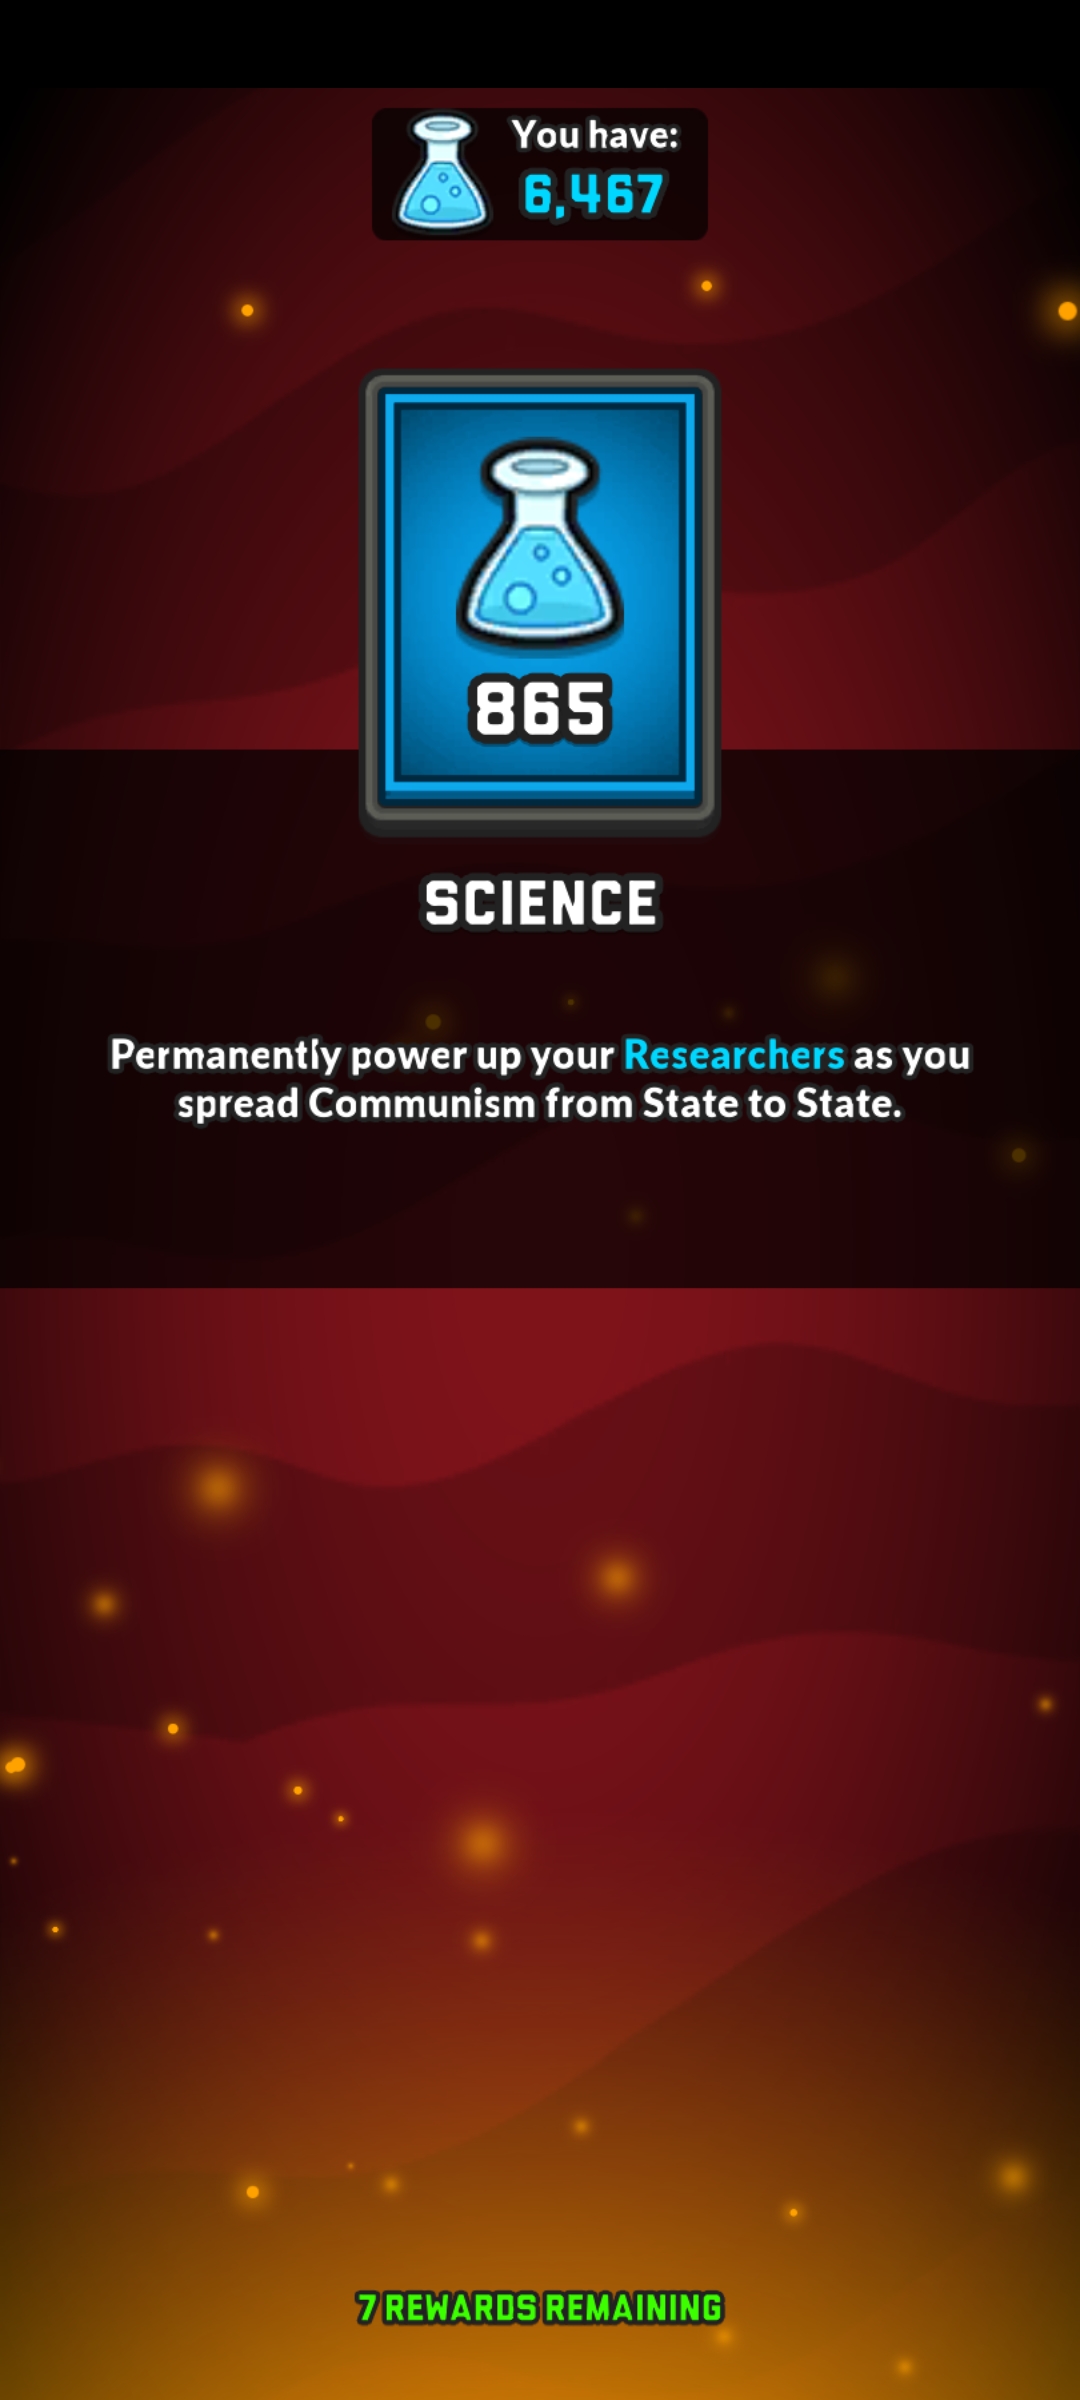 You have:
6,467
865
SCIENCE
Permanently power up your Researchers as you
spread Communism from State to State.
7 REWARDS REMAINING